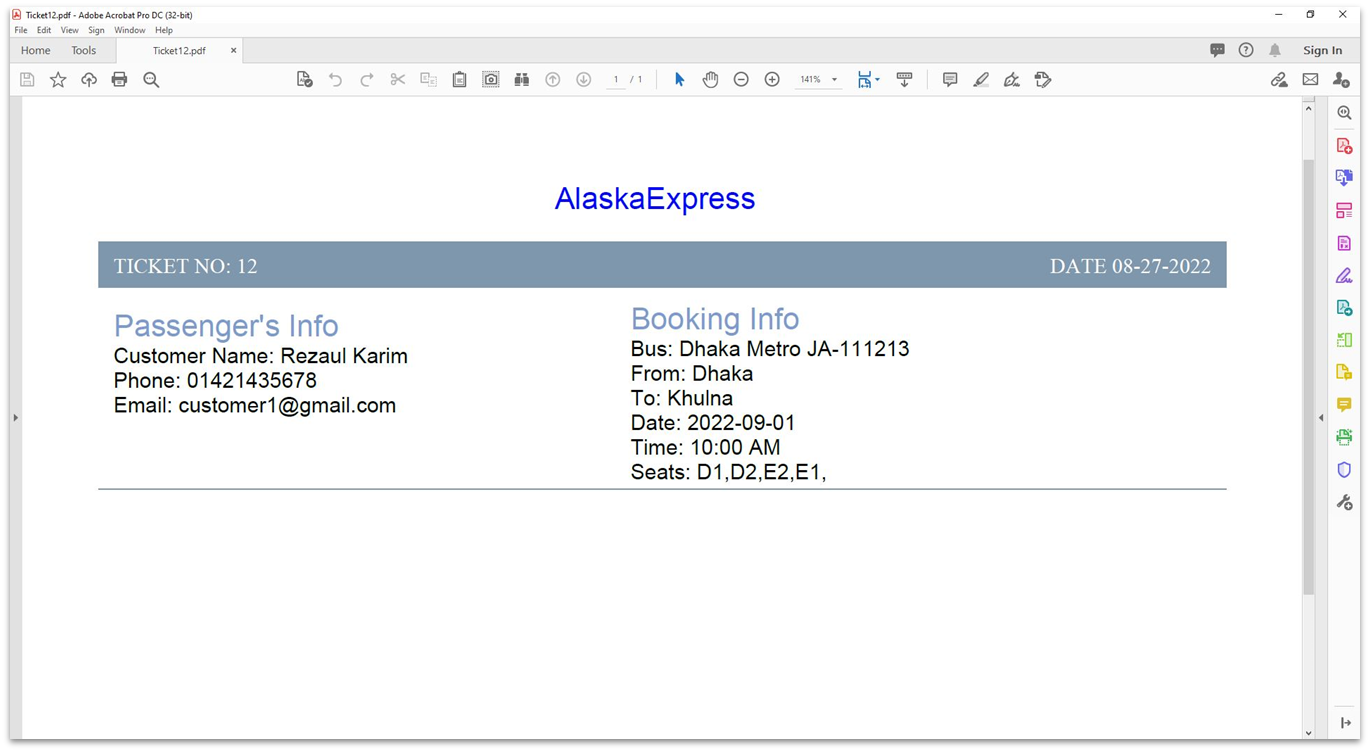 Ticket12.pdf - Adobe Acrobat Pro DC (32-bit)
File Edit View Sign Window Help
Home Tools Ticket12.pdf × Sign In
1 / 1 141%
AlaskaExpress
TICKET NO: 12 DATE 08-27-2022
Passenger's Info
Customer Name: Rezaul Karim
Phone: 01421435678
Email: customer1@gmail.com
Booking Info
Bus: Dhaka Metro JA-111213
From: Dhaka
To: Khulna
Date: 2022-09-01
Time: 10:00 AM
Seats: D1,D2,E2,E1,